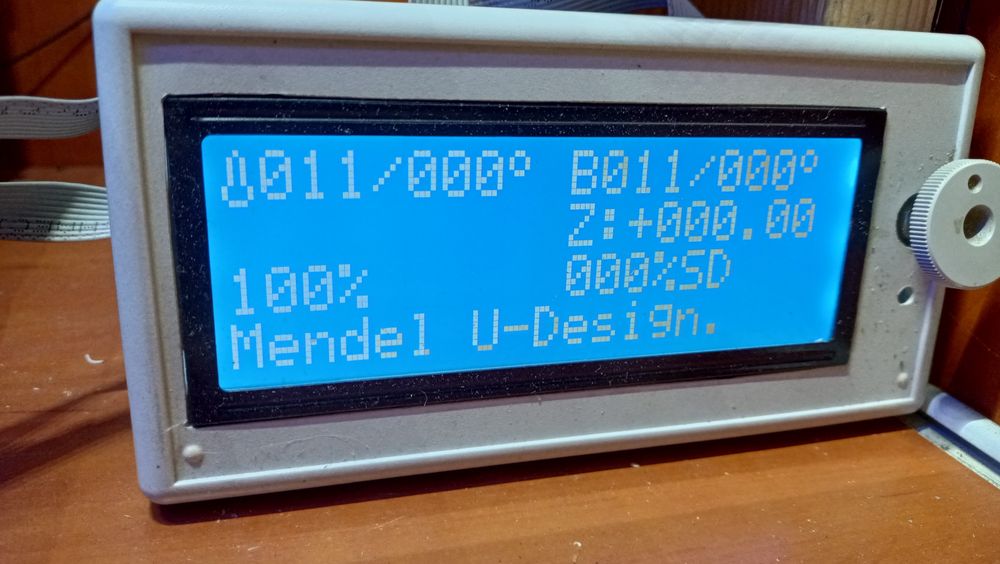 011/000° B011/000°
Z:+000.00
100% 000%SD
Mendel U-Design.